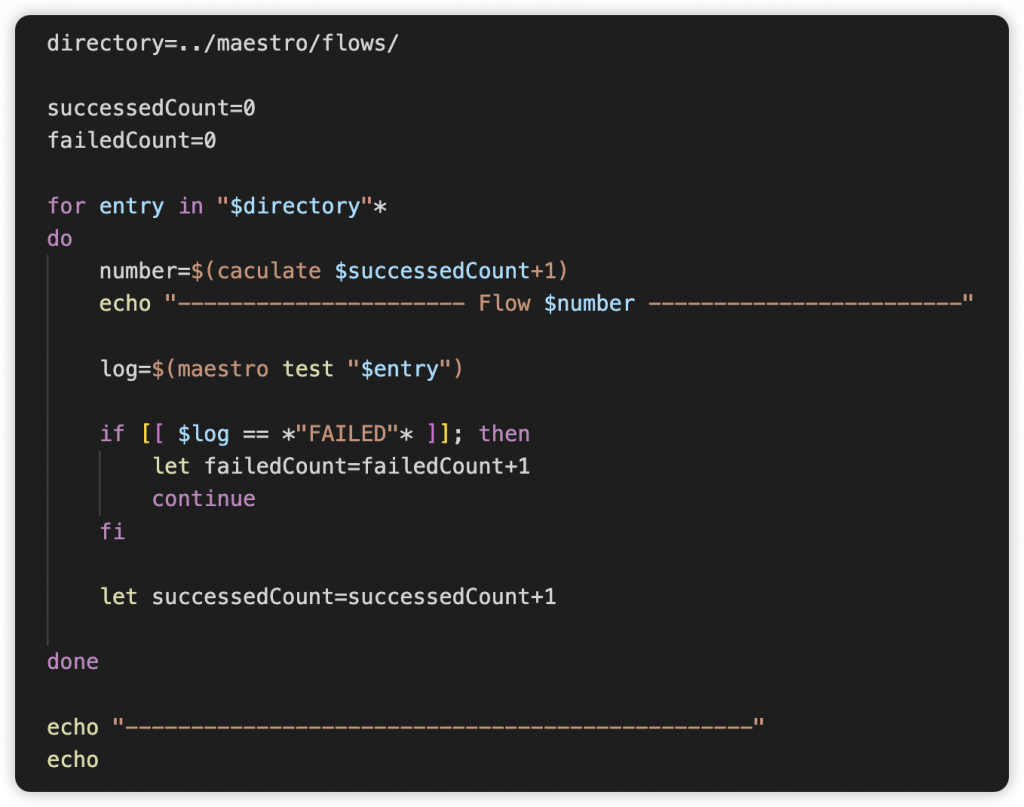 directory=../maestro/flows/
successedCount=0
failedCount=0
for entry in "$directory"*
do
number=$(caculate $successedCount+1)
echo "---------------------- Flow $number ------------------------"
log=$(maestro test "$entry")
if [[ $log == *"FAILED"* ]]; then
let failedCount=failedCount+1
continue
fi
let successedCount=successedCount+1
done
echo "------------------------------------------------"
echo